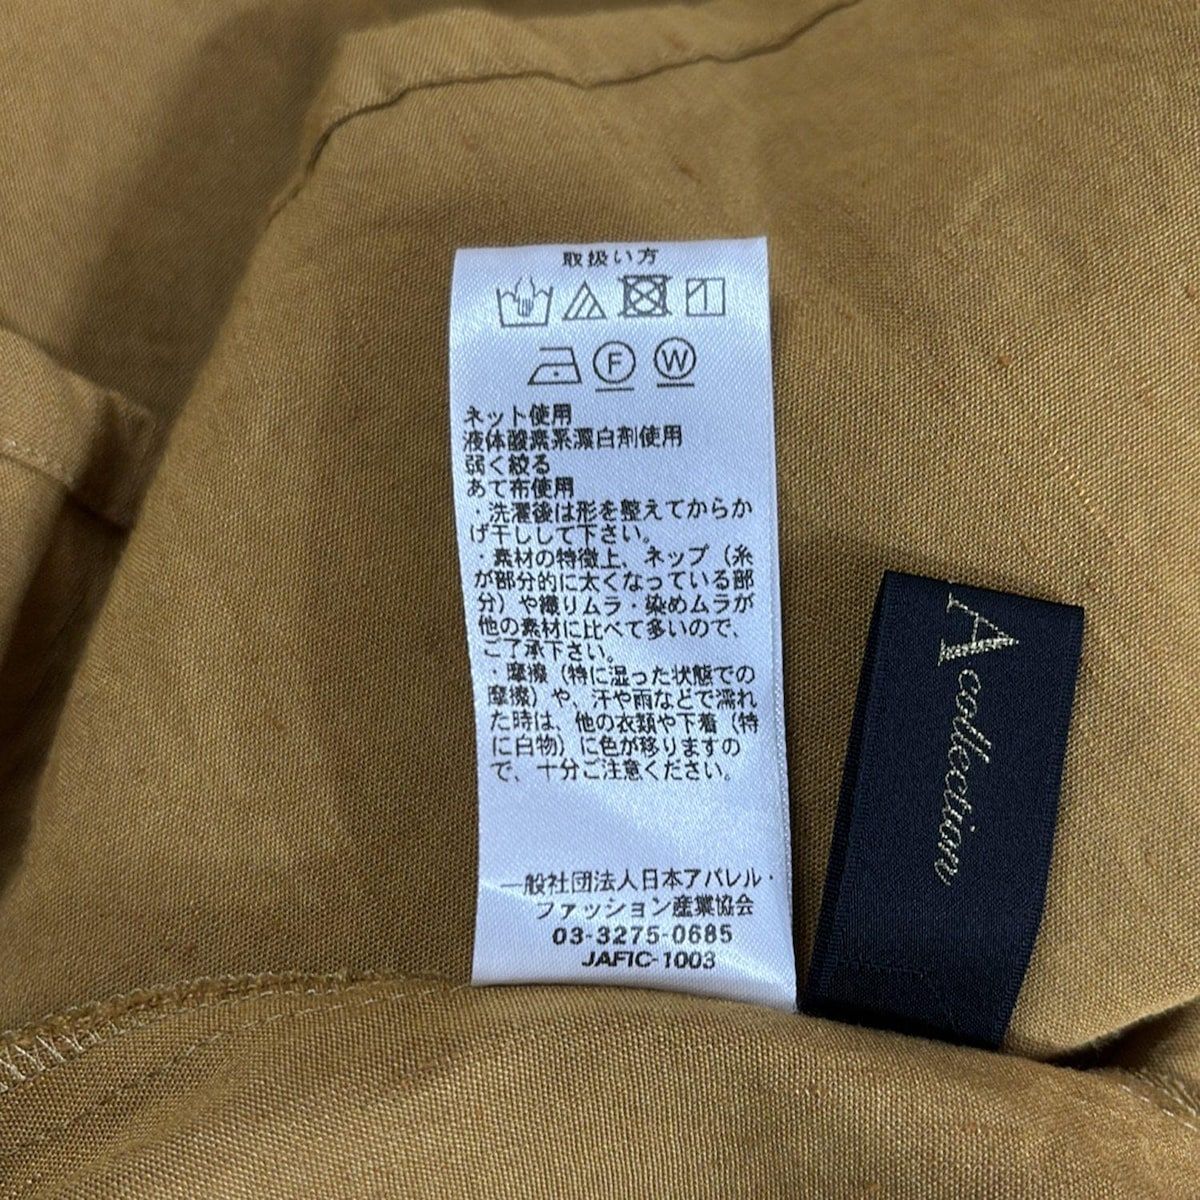 取扱い方
F W
ネット使用
液体酸素系漂白剤使用
弱く絞る
あて布使用
・洗濯後は形を整えてからか
げ干しして下さい。
・素材の特徴上、ネップ（糸
が部分的に太くなっている部
分）や織りムラ・染めムラが
他の素材に比べて多いので、
ご了承下さい。
・摩擦（特に湿った状態での
摩擦）や、汗や雨などで濡れ
た時は、他の衣類や下着（特
に白物）に色が移りますの
で、十分ご注意ください。
一般社団法人日本アパレル・
ファッション産業協会
03-3275-0685
JAFIC-1003
A collection